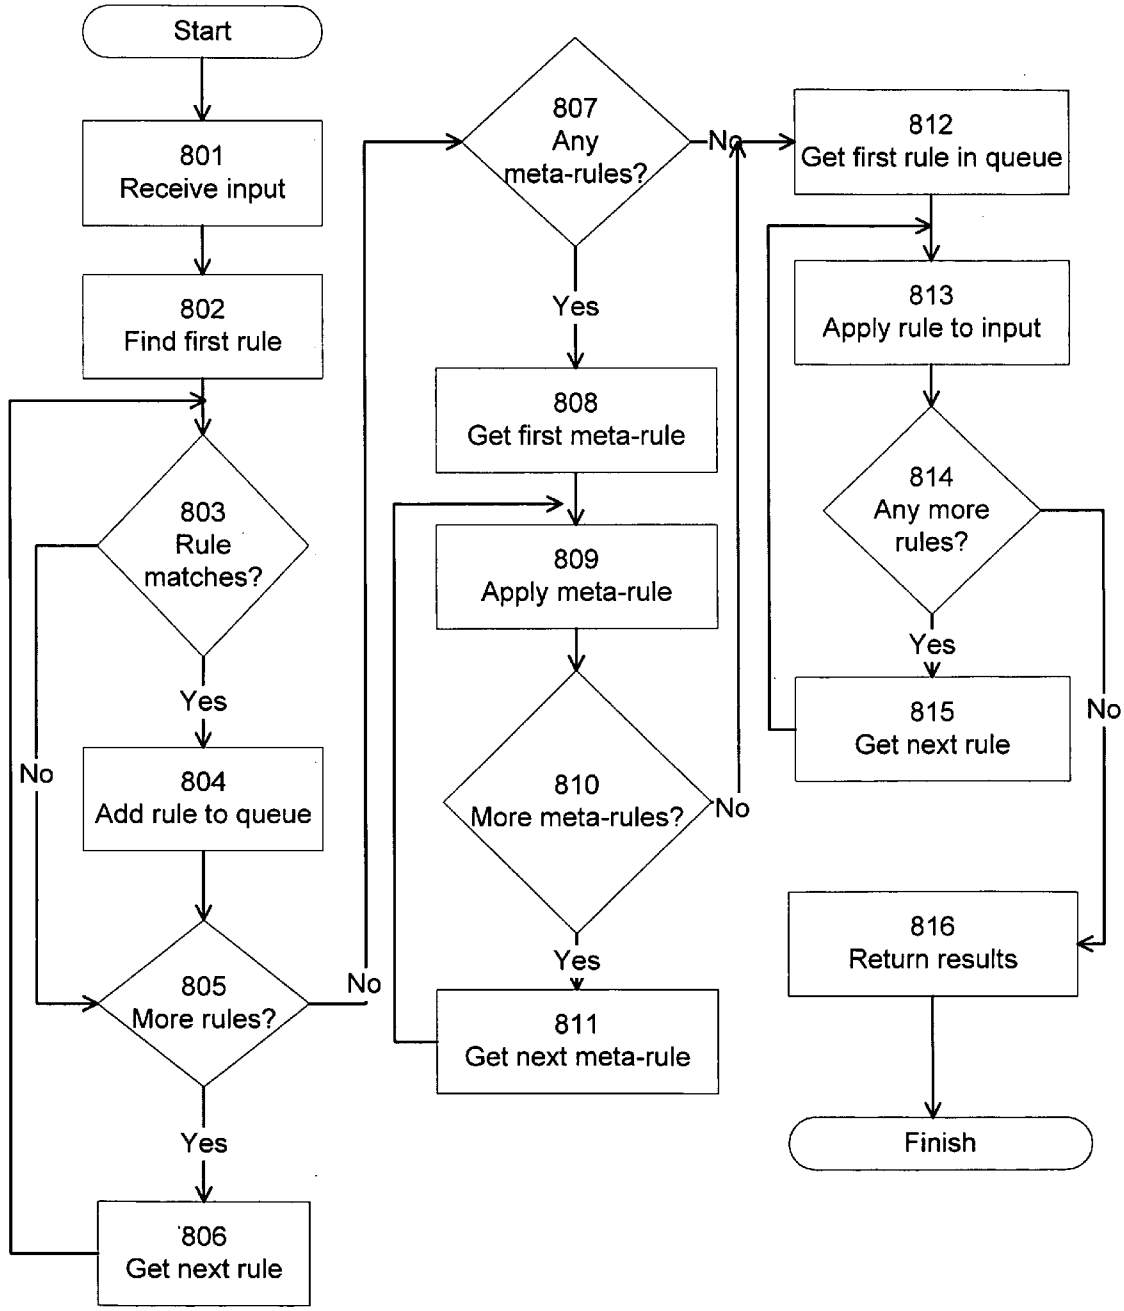 Start
801
Receive input
802
Find first rule
803
Rule
matches?
Yes
No
804
Add rule to queue
805
More rules?
No
Yes
806
Get next rule
807
Any
meta-rules?
No
Yes
808
Get first meta-rule
809
Apply meta-rule
810
More meta-rules?
No
Yes
811
Get next meta-rule
812
Get first rule in queue
813
Apply rule to input
814
Any more
rules?
Yes
No
815
Get next rule
816
Return results
Finish